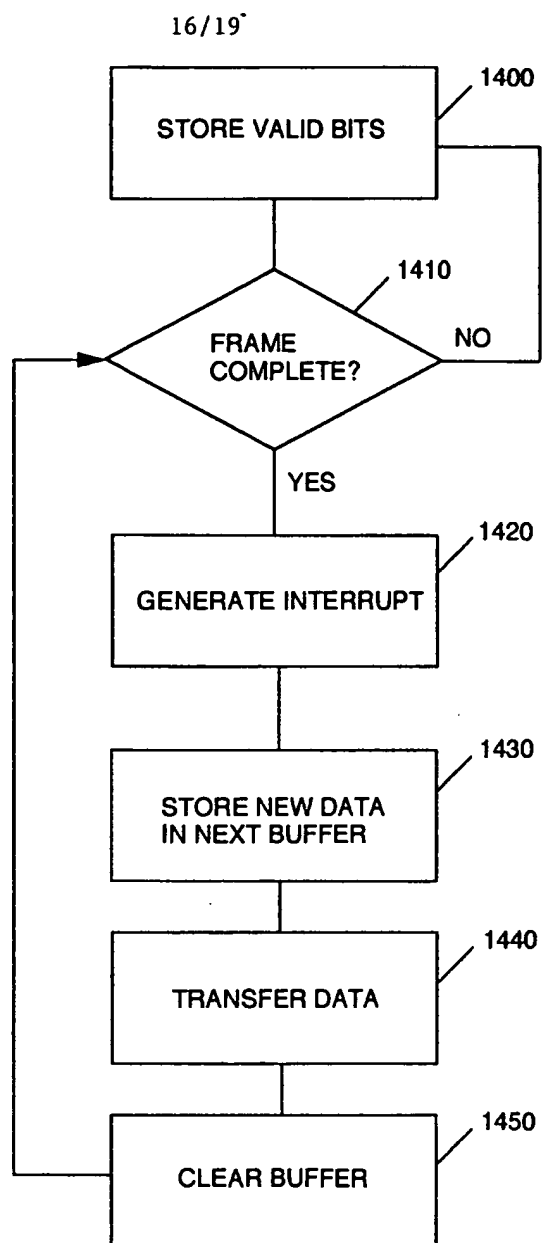 16/19
1400
STORE VALID BITS
1410
FRAME
COMPLETE?
NO
YES
1420
GENERATE INTERRUPT
1430
STORE NEW DATA
IN NEXT BUFFER
1440
TRANSFER DATA
1450
CLEAR BUFFER